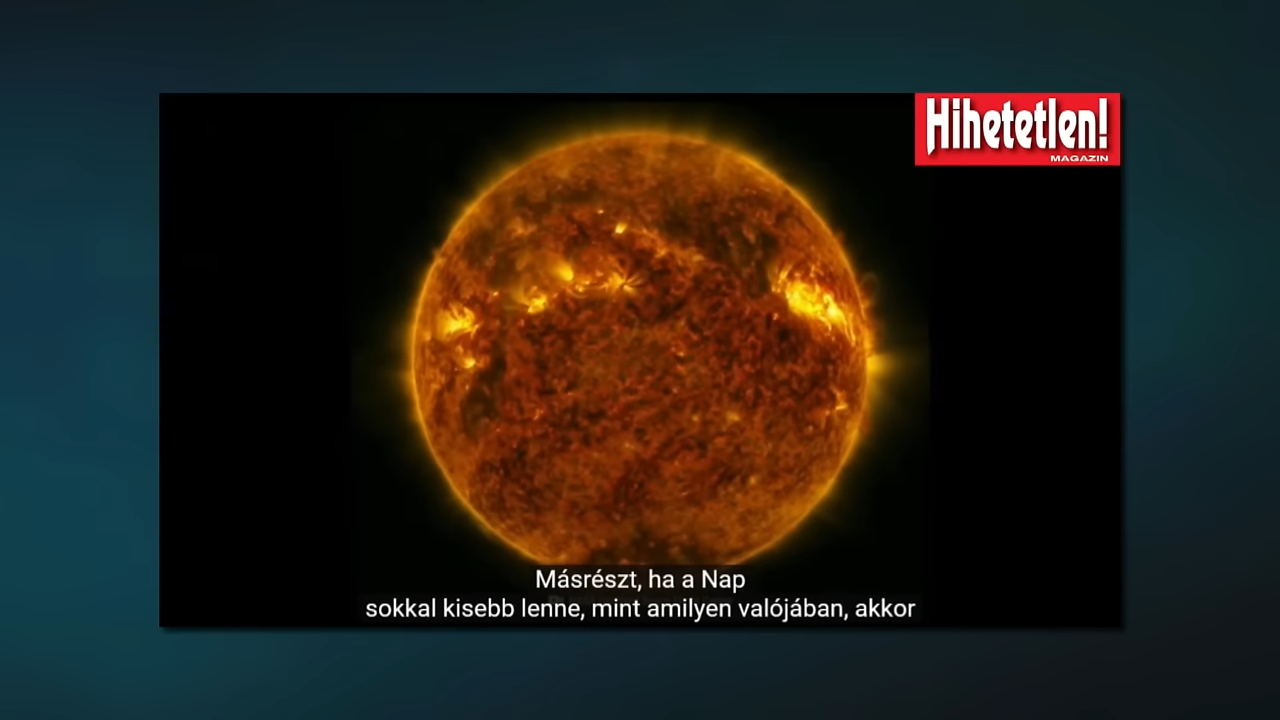 Hihetetlen!
MAGAZIN
Másrészt, ha a Nap
sokkal kisebb lenne, mint amilyen valójában, akkor